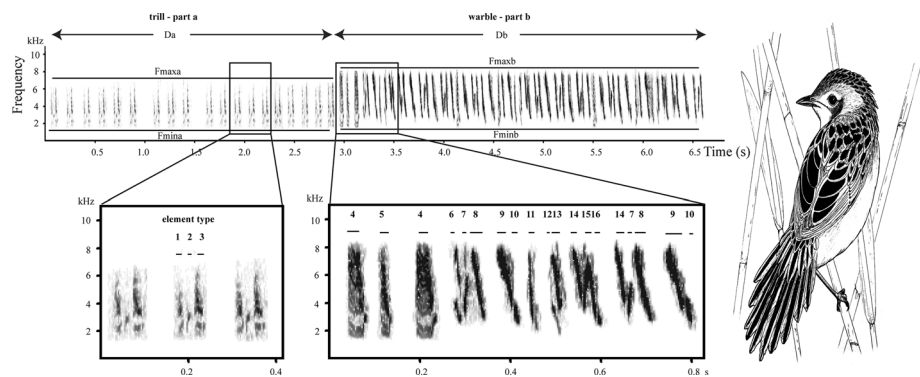 trill - part a warble - part b
Da Db
kHz
10
8
6
4
2
Frequency
Fmaxa Fmaxb
Fmina Fminb
0.5 1.0 1.5 2.0 2.5 3.0 3.5 4.0 4.5 5.0 5.5 6.0 6.5 Time (s)
kHz
10
8
6
4
2
element type
1 2 3
0.2 0.4
kHz
10
8
6
4
2
4 5 4 6 7 8 9 10 11 12 13 14 15 16 14 7 8 9 10
0.2 0.4 0.6 0.8 s